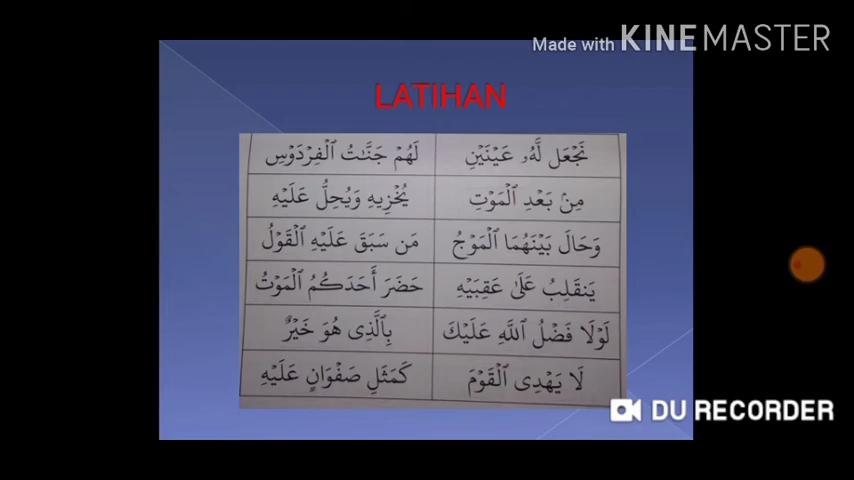 Made with KINEMASTER
LATIHAN
نَجۡعَل لَّهُۥ عَيۡنَيۡنِ
لَهُمۡ جَنَّٰتُ ٱلۡفِرۡدَوۡسِ
مِنۢ بَعۡدِ ٱلۡمَوۡتِ
يُخۡزِيهِ وَيُحِلُّ عَلَيۡهِ
وَحَالَ بَيۡنَهُمَا ٱلۡمَوۡجُ
مَن سَبَقَ عَلَيۡهِ ٱلۡقَوۡلُ
يَنقَلِبُ عَلَىٰ عَقِبَيۡهِ
حَضَرَ أَحَدَكُمُ ٱلۡمَوۡتُ
لَوۡلَا فَضۡلُ ٱللَّهِ عَلَيۡكَ
بِٱلَّذِى هُوَ خَيۡرٌ
لَا يَهۡدِى ٱلۡقَوۡمَ
كَمَثَلِ صَفۡوَانٍ عَلَيۡهِ
DU RECORDER